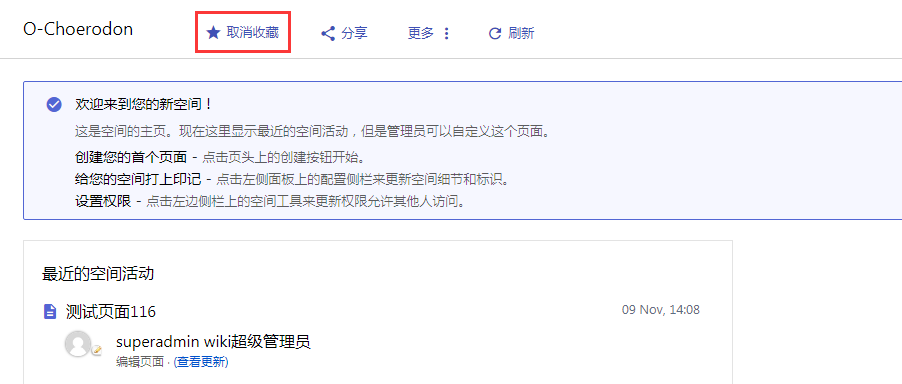 O-Choerodon 取消收藏 分享 更多 刷新
欢迎来到您的新空间！
这是空间的主页。现在这里显示最近的空间活动，但是管理员可以自定义这个页面。
创建您的首个页面 - 点击页头上的创建按钮开始。
给您的空间打上印记 - 点击左侧面板上的配置侧栏来更新空间细节和标识。
设置权限 - 点击左边侧栏上的空间工具来更新权限允许其他人访问。
最近的空间活动
测试页面116 09 Nov, 14:08
superadmin wiki超级管理员
编辑页面 · (查看更新)